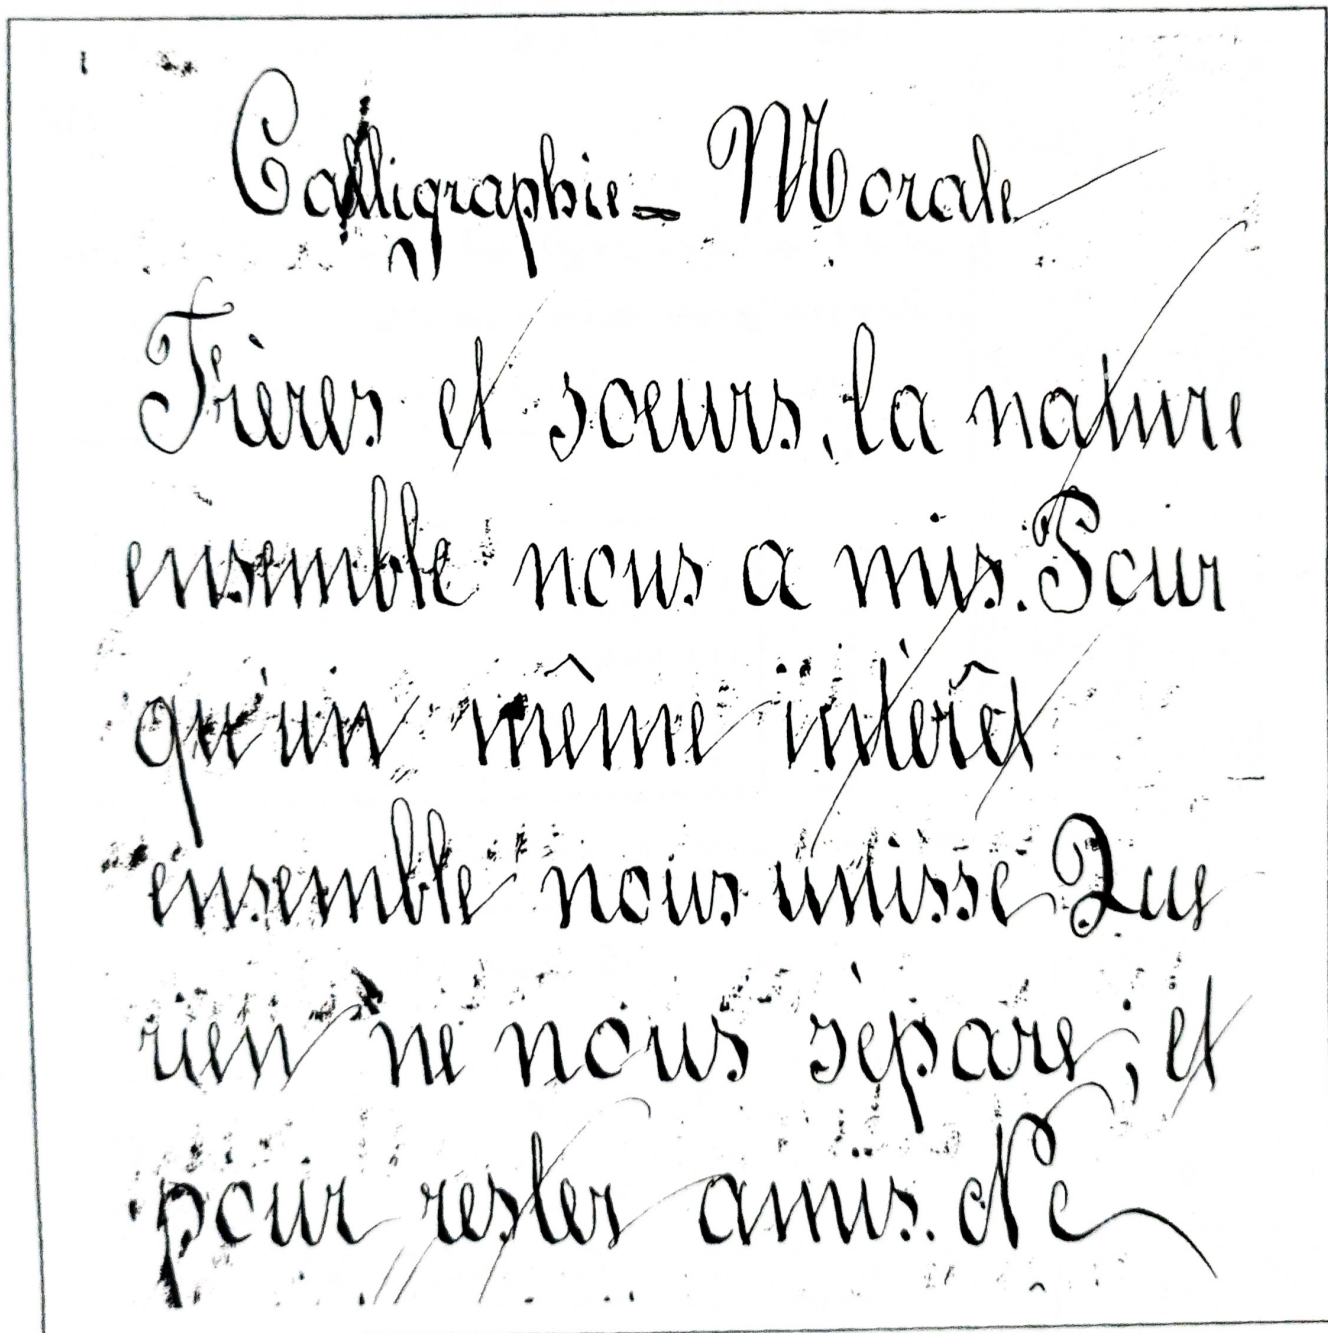 Calligraphie - Morale
Frères et sœurs, la nature
ensemble nous a mis. Pour
qu'un même intérêt
ensemble nous unisse Que
rien ne nous sépare ; et
pour rester amis. Ne